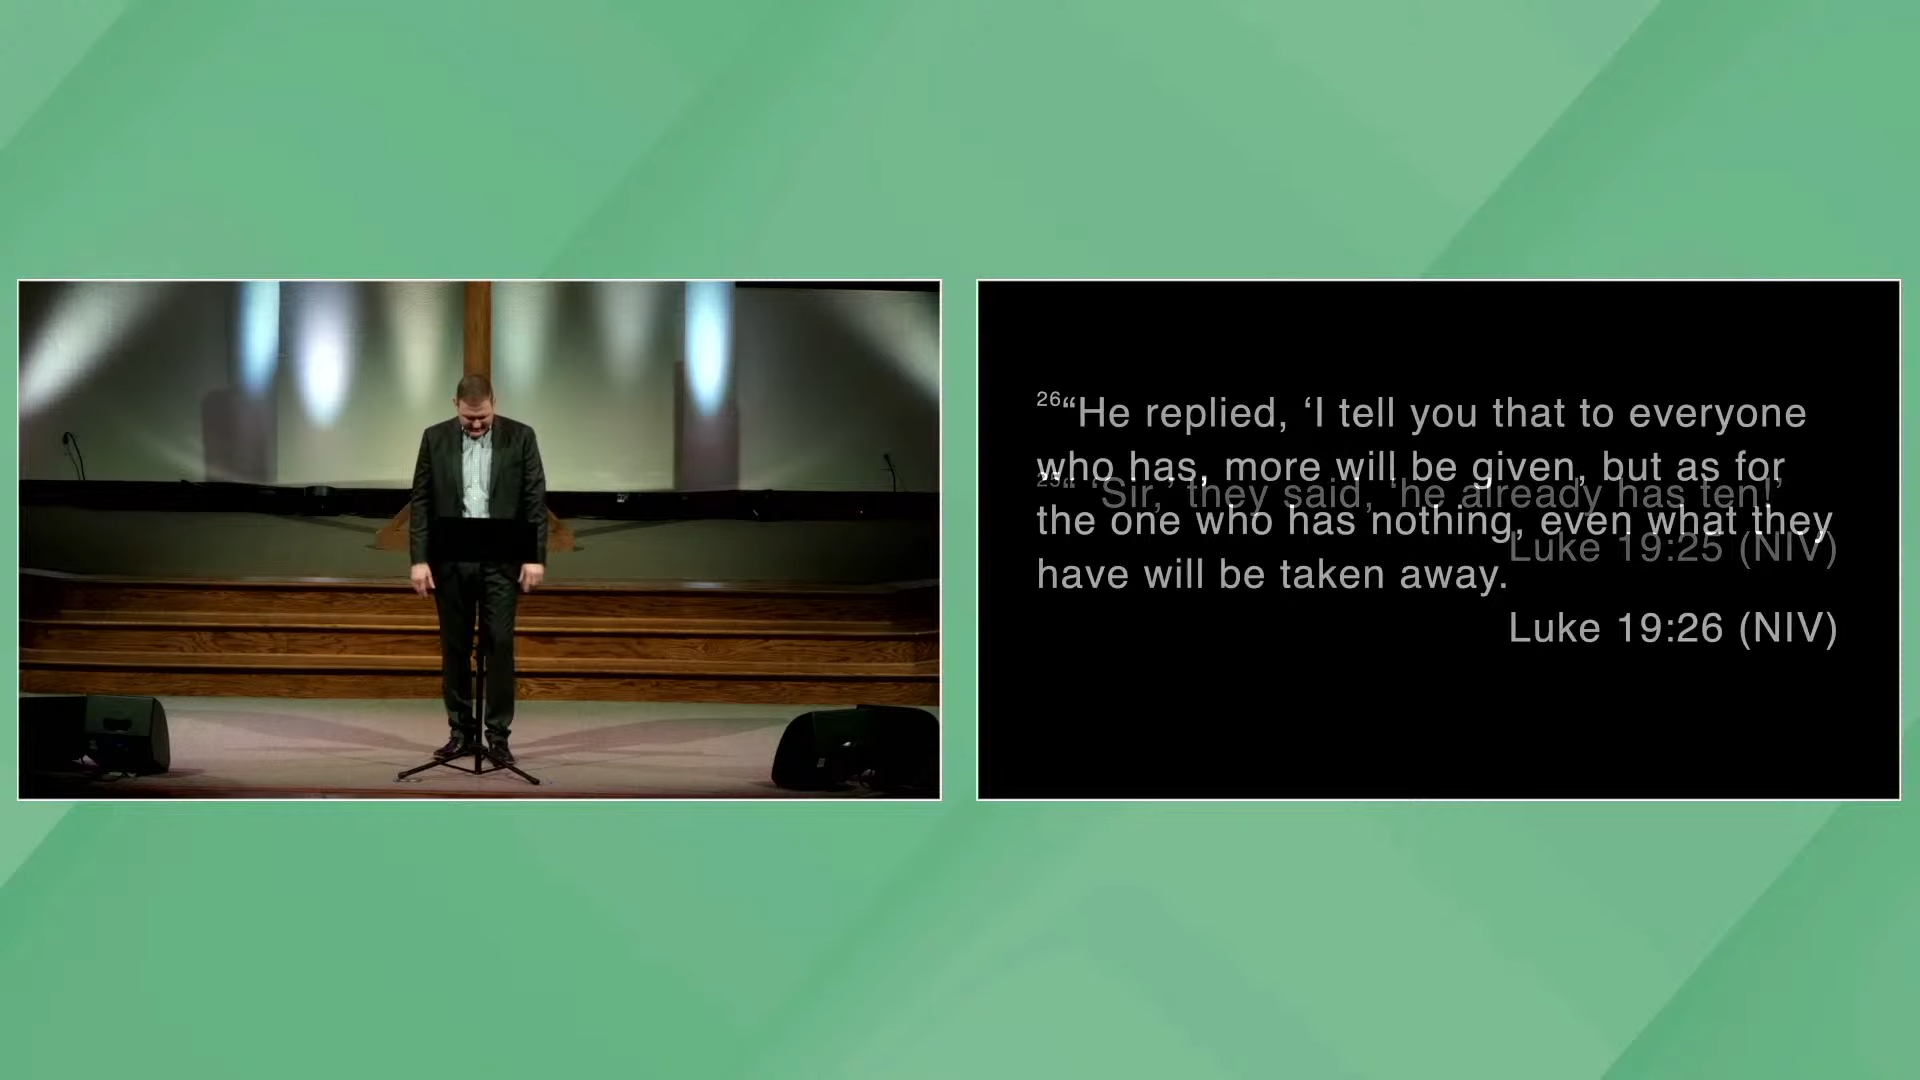 26“He replied, ‘I tell you that to everyone
who has, more will be given, but as for
the one who has nothing, even what they
have will be taken away.
Luke 19:26 (NIV)
25“ ‘Sir,’ they said, ‘he already has ten!’
Luke 19:25 (NIV)